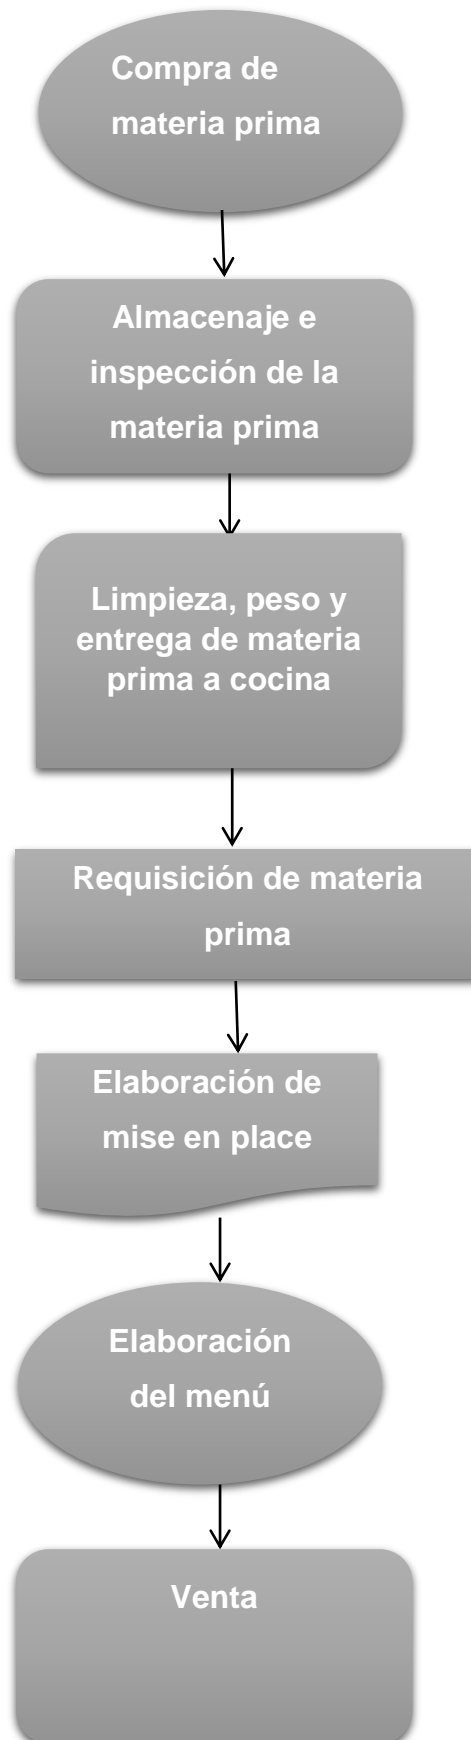 Compra de
materia prima
Almacenaje e
inspección de la
materia prima
Limpieza, peso y
entrega de materia
prima a cocina
Requisición de materia
prima
Elaboración de
mise en place
Elaboración
del menú
Venta